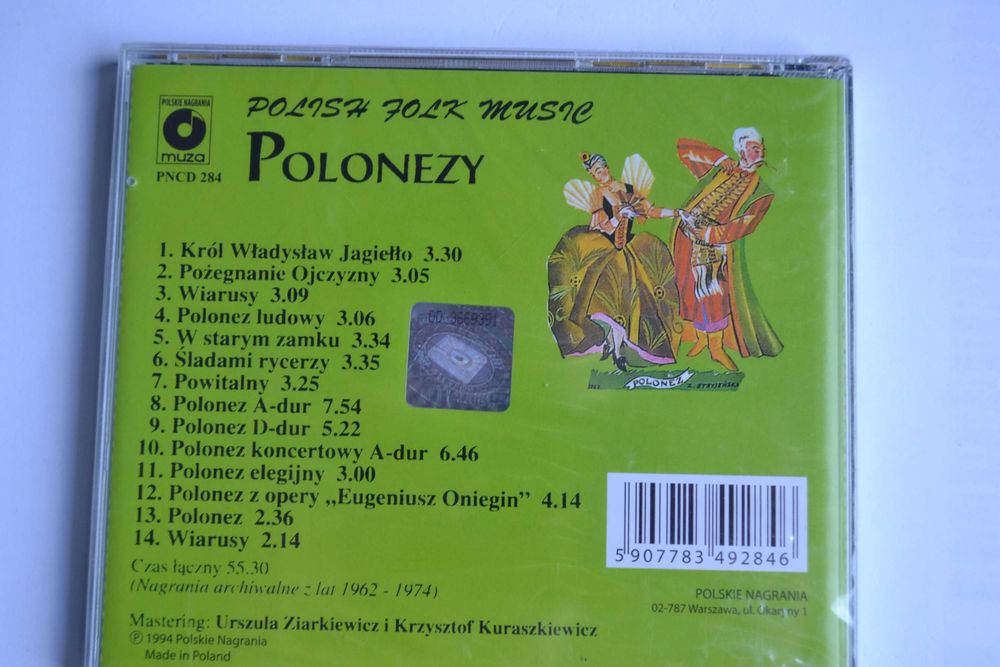 POLSKIE NAGRANIA
muza
PNCD 284
POLISH FOLK MUSIC
POLONEZY
1. Król Władysław Jagiełło 3.30
2. Pożegnanie Ojczyzny 3.05
3. Wiarusy 3.09
4. Polonez ludowy 3.06
5. W starym zamku 3.34
6. Śladami rycerzy 3.35
7. Powitalny 3.25
8. Polonez A-dur 7.54
9. Polonez D-dur 5.22
10. Polonez koncertowy A-dur 6.46
11. Polonez elegijny 3.00
12. Polonez z opery „Eugeniusz Oniegin” 4.14
13. Polonez 2.36
14. Wiarusy 2.14
Czas łączny 55.30
(Nagrania archiwalne z lat 1962 - 1974)
Mastering: Urszula Ziarkiewicz i Krzysztof Kuraszkiewicz
℗ 1994 Polskie Nagrania
Made in Poland
OD 3669391
POLONEZ
Z. STRYJEŃSKA
5 907783 492846
POLSKIE NAGRANIA
02-787 Warszawa, ul. Okaryny 1